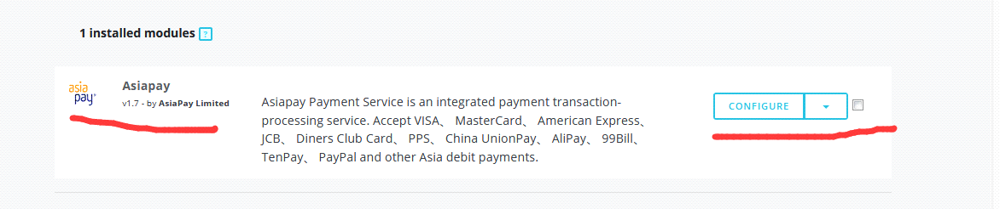 1 installed modules ?
asia
pay
Asiapay
v1.7 - by AsiaPay Limited
Asiapay Payment Service is an integrated payment transaction-
processing service. Accept VISA、 MasterCard、 American Express、
JCB、 Diners Club Card、 PPS、 China UnionPay、 AliPay、 99Bill、
TenPay、 PayPal and other Asia debit payments.
CONFIGURE